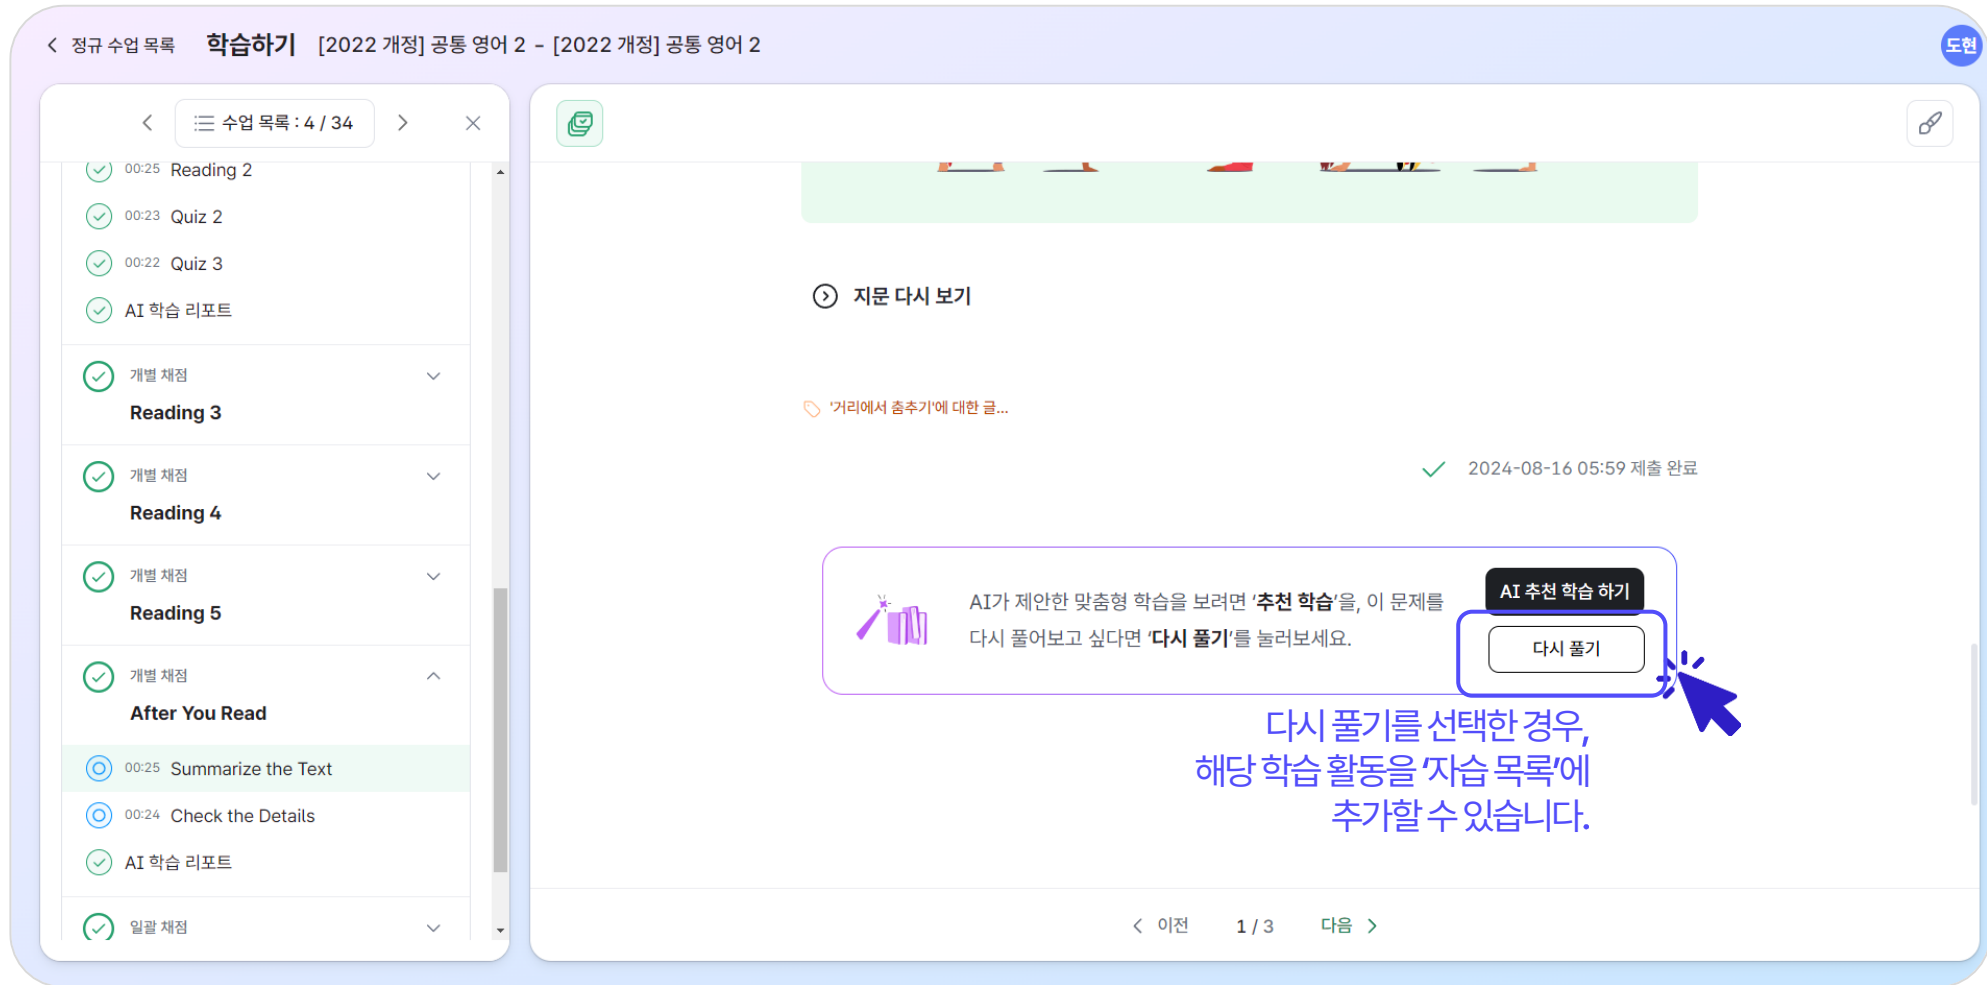 정규 수업 목록 학습하기 [2022 개정] 공통 영어 2 - [2022 개정] 공통 영어 2
도현
수업 목록 : 4 / 34
00:25 Reading 2
00:23 Quiz 2
00:22 Quiz 3
AI 학습 리포트
개별 채점
Reading 3
개별 채점
Reading 4
개별 채점
Reading 5
개별 채점
After You Read
00:25 Summarize the Text
00:24 Check the Details
AI 학습 리포트
일괄 채점
지문 다시 보기
'거리에서 춤추기'에 대한 글...
2024-08-16 05:59 제출 완료
AI가 제안한 맞춤형 학습을 보려면 '추천 학습'을, 이 문제를
다시 풀어보고 싶다면 '다시 풀기'를 눌러보세요.
AI 추천 학습 하기
다시 풀기
다시 풀기를 선택한 경우,
해당 학습 활동을 '자습 목록'에
추가할 수 있습니다.
이전 1 / 3 다음